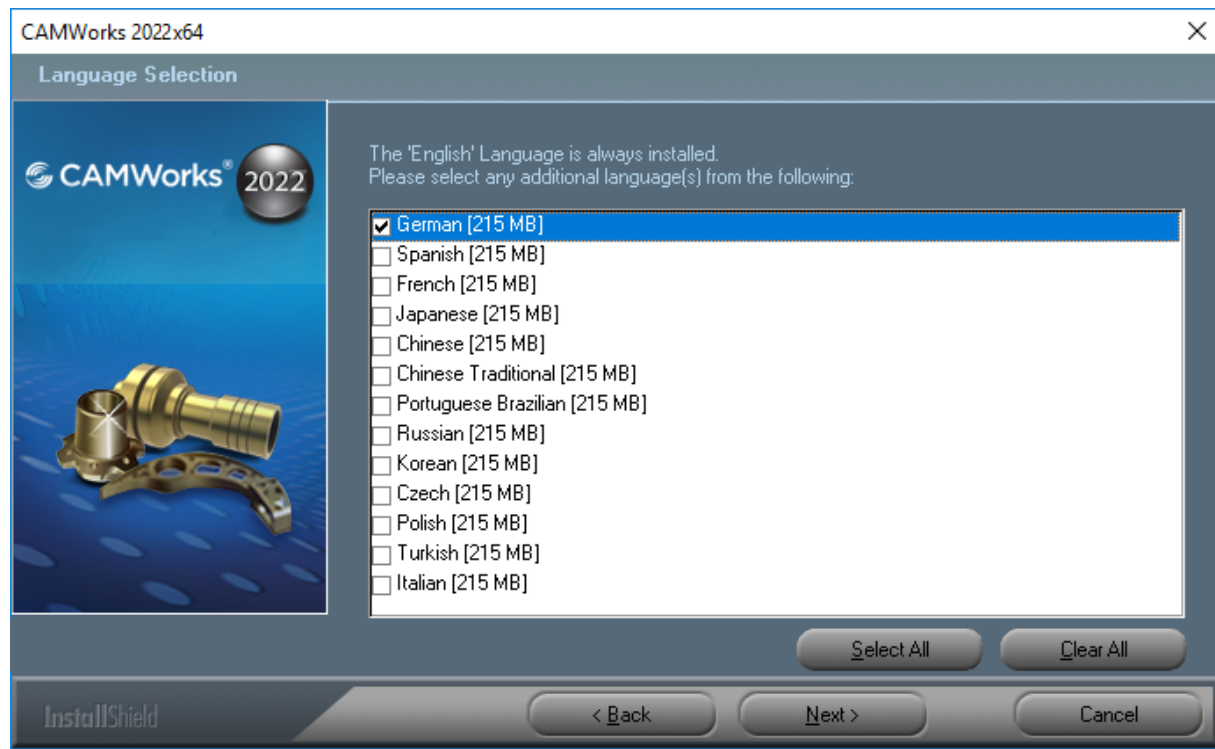 CAMWorks 2022x64
Language Selection
CAMWorks® 2022
The 'English' Language is always installed.
Please select any additional language(s) from the following:
German [215 MB]
Spanish [215 MB]
French [215 MB]
Japanese [215 MB]
Chinese [215 MB]
Chinese Traditional [215 MB]
Portuguese Brazilian [215 MB]
Russian [215 MB]
Korean [215 MB]
Czech [215 MB]
Polish [215 MB]
Turkish [215 MB]
Italian [215 MB]
Select All Clear All
InstallShield < Back Next > Cancel